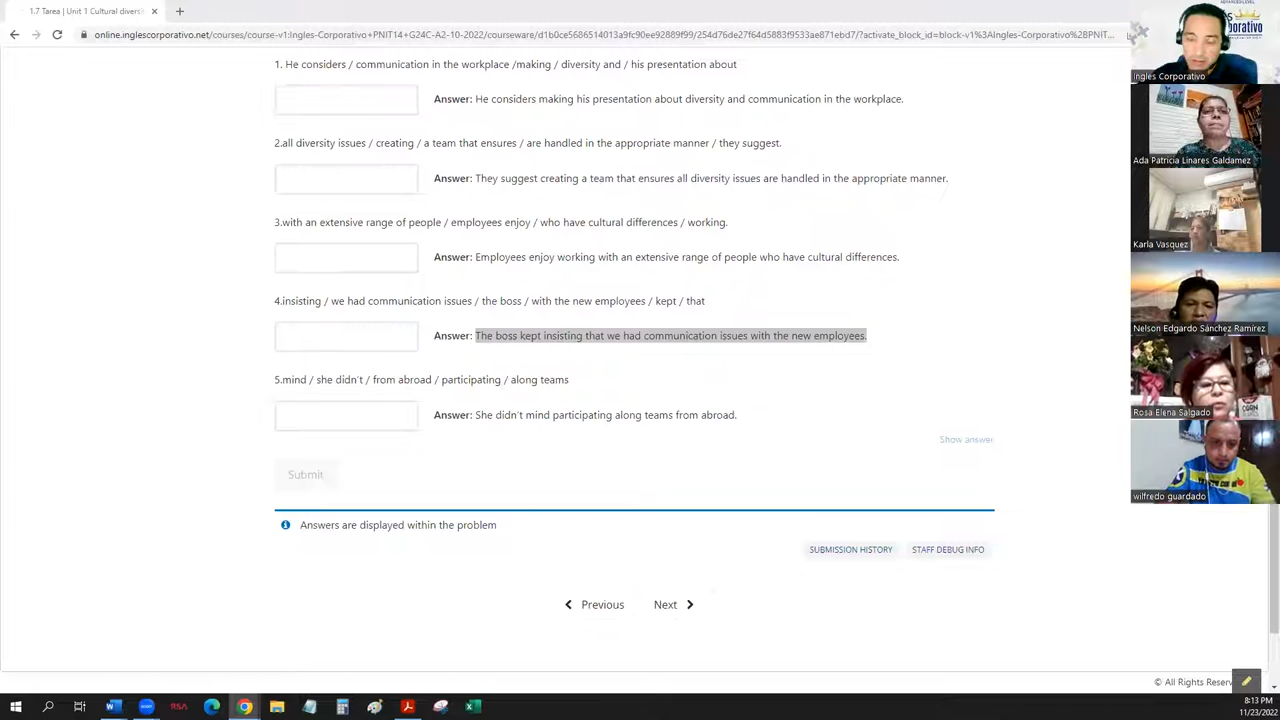 1.7 Tarea | Unit 1 Cultural divers
online.inglescorporativo.net/courses/course-v1:Ingles-Corporativo+PNIT14+G24C-A2-10-2022/courseware/d1b9ce5686514013a9fc90ee92889f99/254d76de27f64d5883f9533ae871ebd7/?activate_block_id=block-v1%3AIngles-Corporativo%2BPNIT...
ADVANCED LEVEL
1. He considers / communication in the workplace /making / diversity and / his presentation about
Answer: He considers making his presentation about diversity and communication in the workplace.
2.all diversity issues / creating / a team that ensures / are handled in the appropriate manner / they suggest.
Answer: They suggest creating a team that ensures all diversity issues are handled in the appropriate manner.
3.with an extensive range of people / employees enjoy / who have cultural differences / working.
Answer: Employees enjoy working with an extensive range of people who have cultural differences.
4.insisting / we had communication issues / the boss / with the new employees / kept / that
Answer: The boss kept insisting that we had communication issues with the new employees.
5.mind / she didn't / from abroad / participating / along teams
Answer: She didn't mind participating along teams from abroad.
Show answer
Submit
Answers are displayed within the problem
SUBMISSION HISTORY
STAFF DEBUG INFO
Previous
Next
© All Rights Reserv
Ingles Corporativo
Ada Patricia Linares Galdamez
Karla Vasquez
Nelson Edgardo Sánchez Ramírez
Rosa Elena Salgado
wilfredo guardado
RSA
8:13 PM
11/23/2022